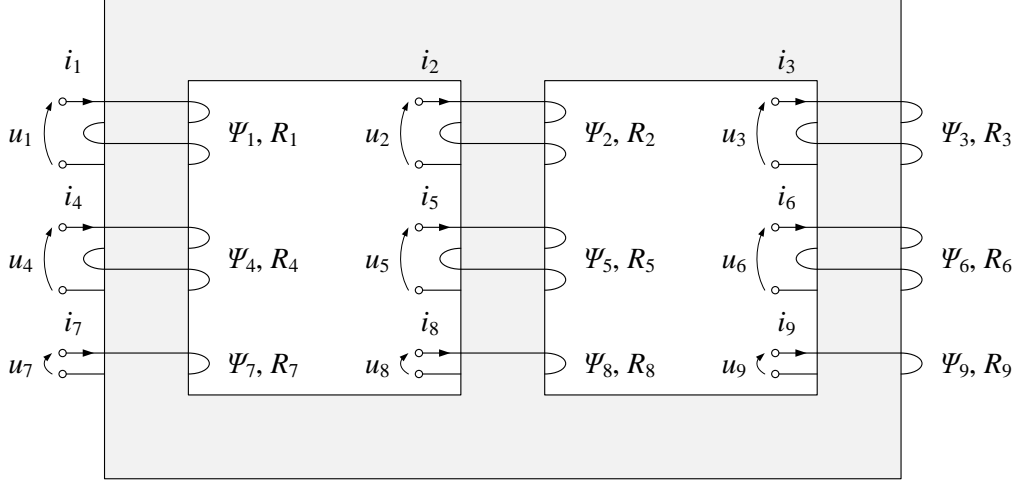 i₁ i₂ i₃
u₁ Ψ₁, R₁ u₂ Ψ₂, R₂ u₃ Ψ₃, R₃
i₄ i₅ i₆
u₄ Ψ₄, R₄ u₅ Ψ₅, R₅ u₆ Ψ₆, R₆
i₇ i₈ i₉
u₇ Ψ₇, R₇ u₈ Ψ₈, R₈ u₉ Ψ₉, R₉